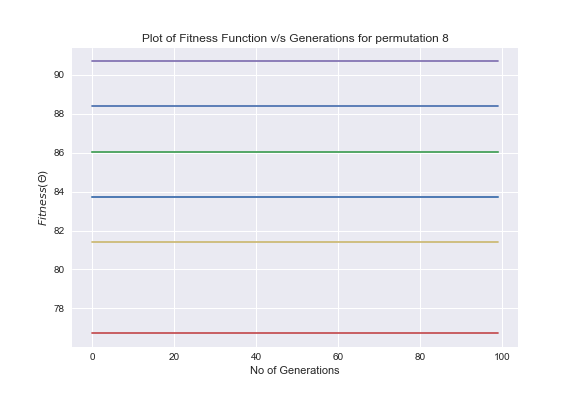 Plot of Fitness Function v/s Generations for permutation 8
90
88
86
84
82
80
78
Fitness(Θ)
0 20 40 60 80 100
No of Generations